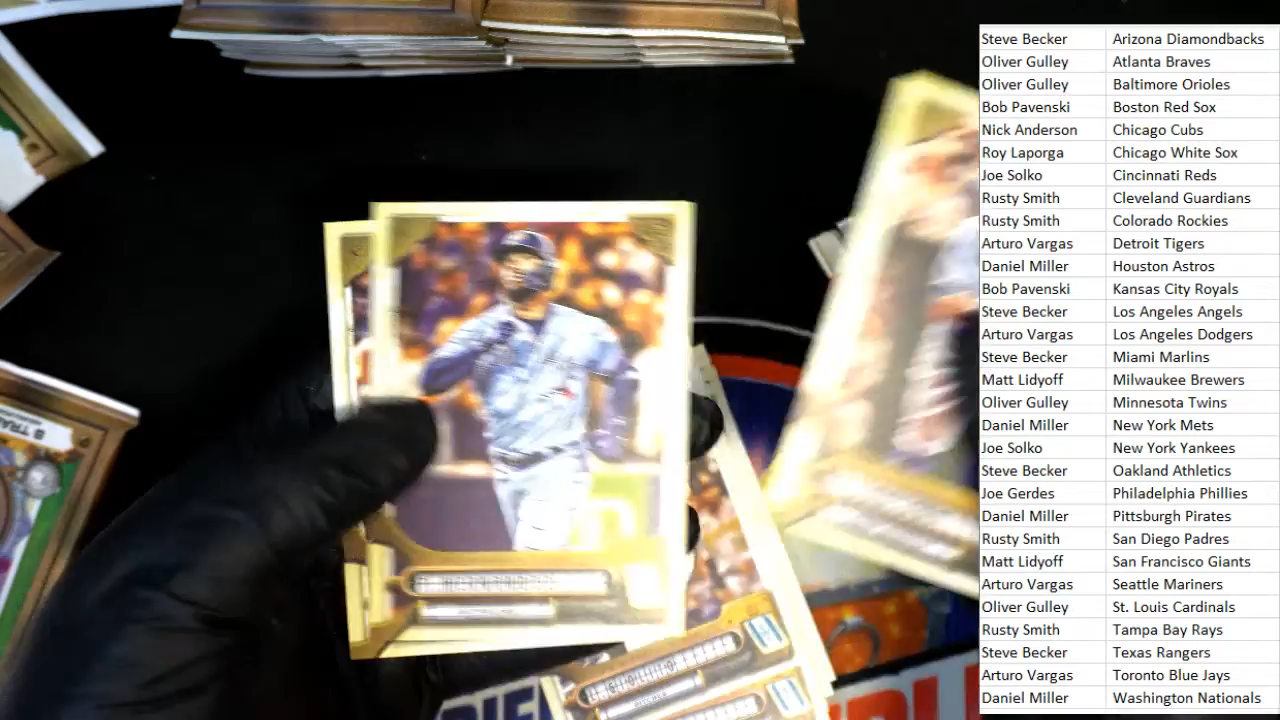 Steve Becker Arizona Diamondbacks
Oliver Gulley Atlanta Braves
Oliver Gulley Baltimore Orioles
Bob Pavenski Boston Red Sox
Nick Anderson Chicago Cubs
Roy Laporga Chicago White Sox
Joe Solko Cincinnati Reds
Rusty Smith Cleveland Guardians
Rusty Smith Colorado Rockies
Arturo Vargas Detroit Tigers
Daniel Miller Houston Astros
Bob Pavenski Kansas City Royals
Steve Becker Los Angeles Angels
Arturo Vargas Los Angeles Dodgers
Steve Becker Miami Marlins
Matt Lidyoff Milwaukee Brewers
Oliver Gulley Minnesota Twins
Daniel Miller New York Mets
Joe Solko New York Yankees
Steve Becker Oakland Athletics
Joe Gerdes Philadelphia Phillies
Daniel Miller Pittsburgh Pirates
Rusty Smith San Diego Padres
Matt Lidyoff San Francisco Giants
Arturo Vargas Seattle Mariners
Oliver Gulley St. Louis Cardinals
Rusty Smith Tampa Bay Rays
Steve Becker Texas Rangers
Arturo Vargas Toronto Blue Jays
Daniel Miller Washington Nationals
PITCHER